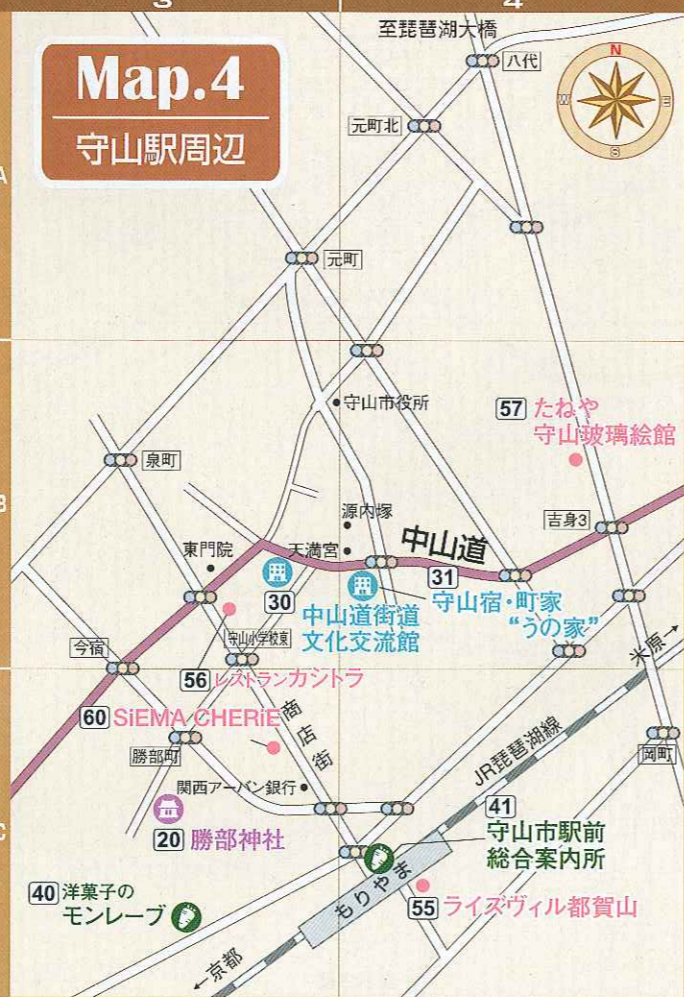 3
4
Map.4
守山駅周辺
N
W
E
S
A
B
C
至琵琶湖大橋
八代
元町北
元町
守山市役所
57 たねや
守山玻璃絵館
泉町
源内塚
吉身3
東門院
天満宮
中山道
30
中山道街道
文化交流館
31
守山宿・町家
“うの家”
守山小学校東
今宿
56 レストランカシトラ
米原→
60 SiEMA CHERiE
商店街
勝部町
JR琵琶湖線
岡町
関西アーバン銀行
20 勝部神社
41
守山市駅前
総合案内所
もりやま
40 洋菓子の
モンレーブ
55 ライズヴィル都賀山
←京都